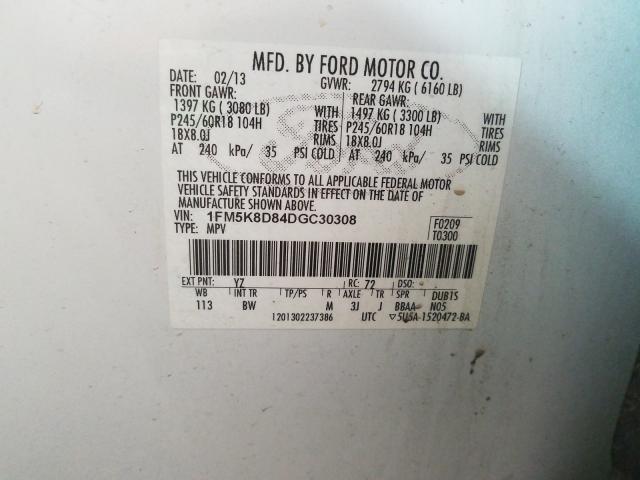 MFD. BY FORD MOTOR CO.
DATE: 02/13 GVWR: 2794 KG ( 6160 LB)
FRONT GAWR: REAR GAWR:
1397 KG ( 3080 LB) WITH 1497 KG ( 3300 LB) WITH
P245/60R18 104H TIRES P245/60R18 104H TIRES
18X8.0J RIMS 18X8.0J RIMS
AT 240 kPa/ 35 PSI COLD AT 240 kPa/ 35 PSI COLD
THIS VEHICLE CONFORMS TO ALL APPLICABLE FEDERAL MOTOR
VEHICLE SAFETY STANDARDS IN EFFECT ON THE DATE OF
MANUFACTURE SHOWN ABOVE.
VIN: 1FM5K8D84DGC30308 F0209
TYPE: MPV T0300
EXT PNT: YZ RC: 72 DSO:
WB INT TR TP/PS R AXLE TR SPR DUB1S
113 BW M 3J J BBAA N05
1201302237386 UTC ▽5U5A-1520472-BA